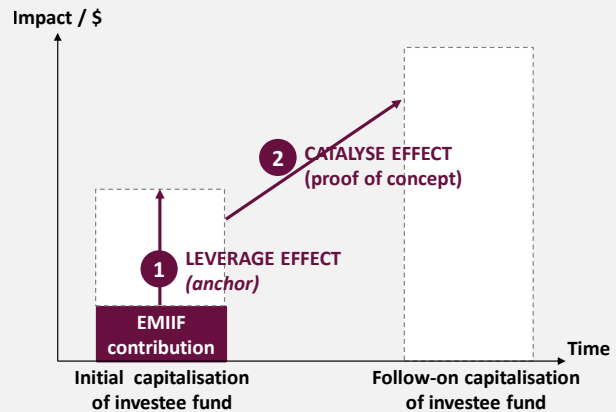 Impact / $
2
CATALYSE EFFECT
(proof of concept)
1
LEVERAGE EFFECT
(anchor)
EMIIF
contribution
Time
Initial capitalisation
of investee fund
Follow-on capitalisation
of investee fund